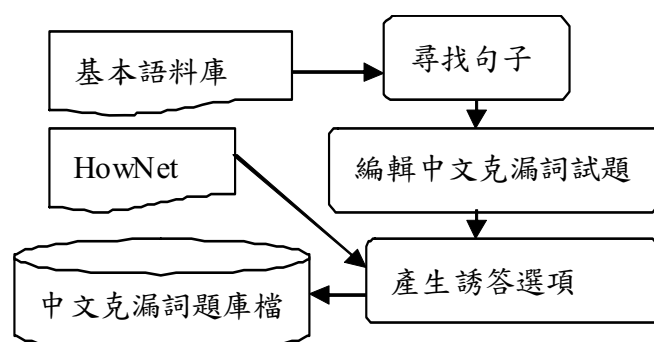 基本語料庫
尋找句子
HowNet
編輯中文克漏詞試題
產生誘答選項
中文克漏詞題庫檔